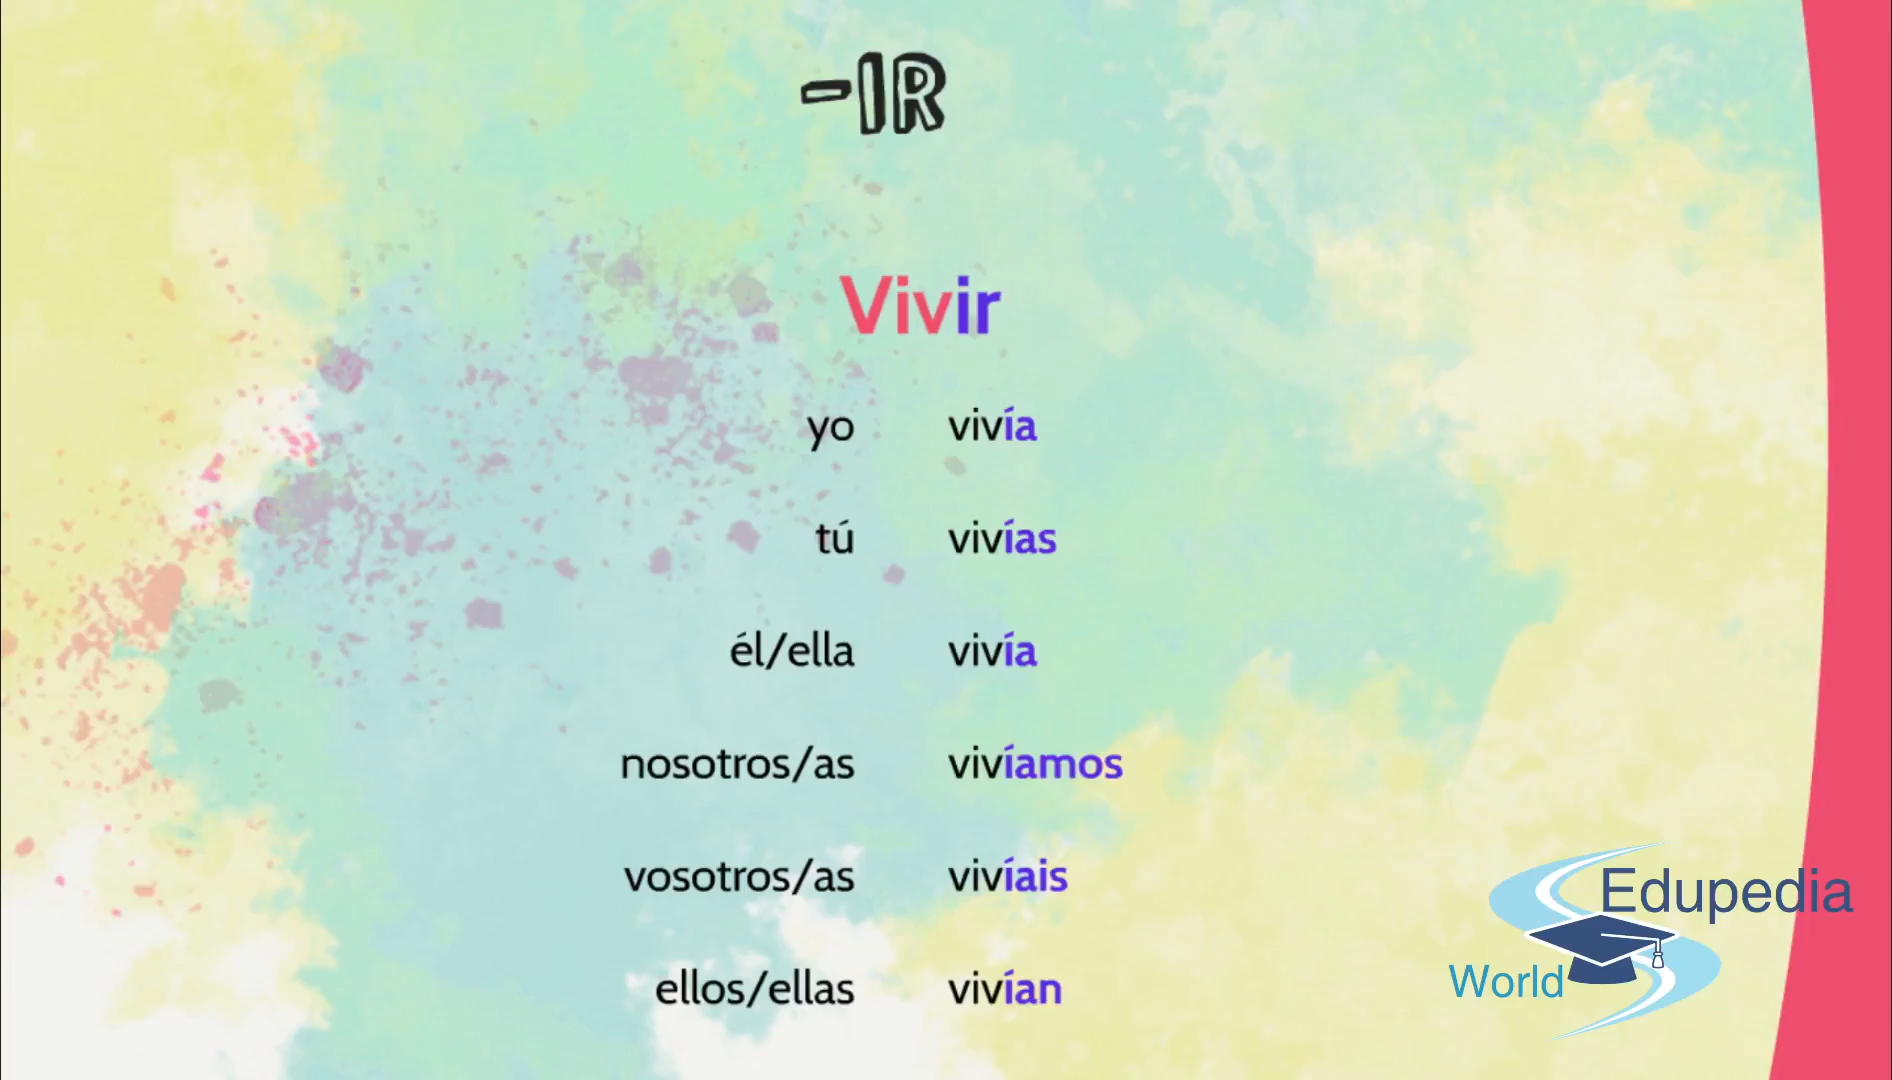 -IR
Vivir
yo vivía
tú vivías
él/ella vivía
nosotros/as vivíamos
vosotros/as vivíais
ellos/ellas vivían
Edupedia
World